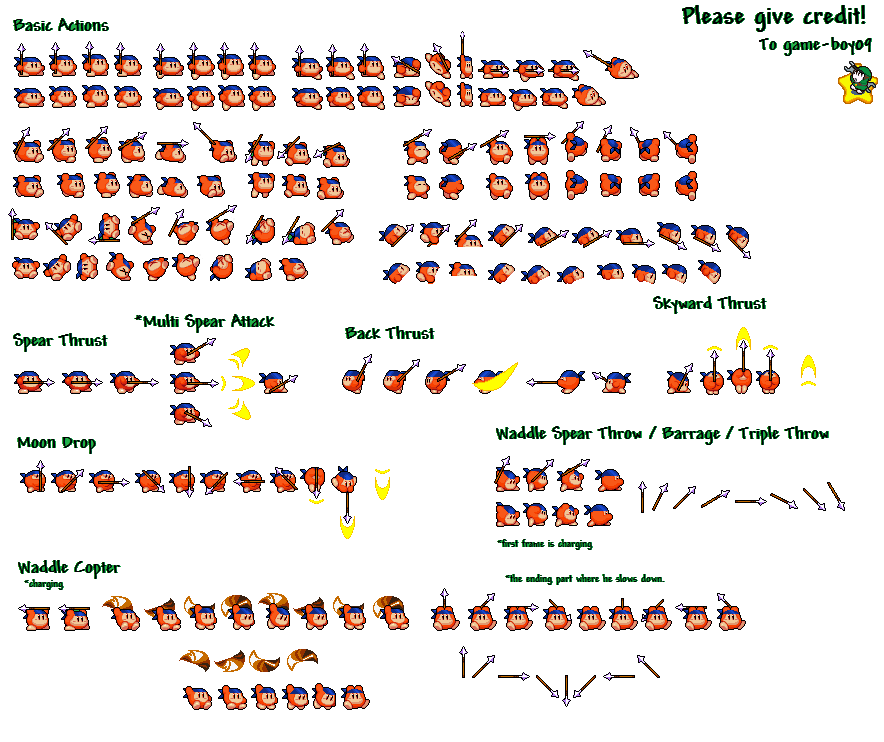 Please give credit!
To game-boy09
Basic Actions
Skyward Thrust
*Multi Spear Attack
Back Thrust
Spear Thrust
Waddle Spear Throw / Barrage / Triple Throw
Moon Drop
*first frame is charging.
Waddle Copter
*charging.
*the ending part where he slows down.